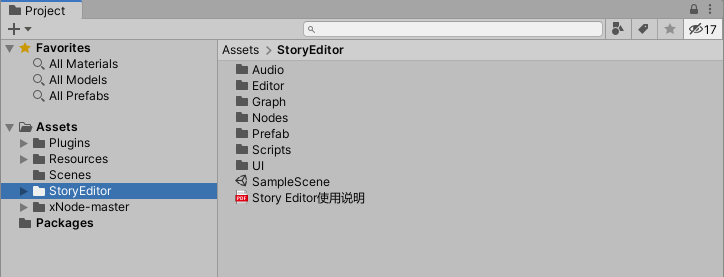 Project
17
Favorites
All Materials
All Models
All Prefabs
Assets
Plugins
Resources
Scenes
StoryEditor
xNode-master
Packages
Assets > StoryEditor
Audio
Editor
Graph
Nodes
Prefab
Scripts
UI
SampleScene
PDF Story Editor使用说明